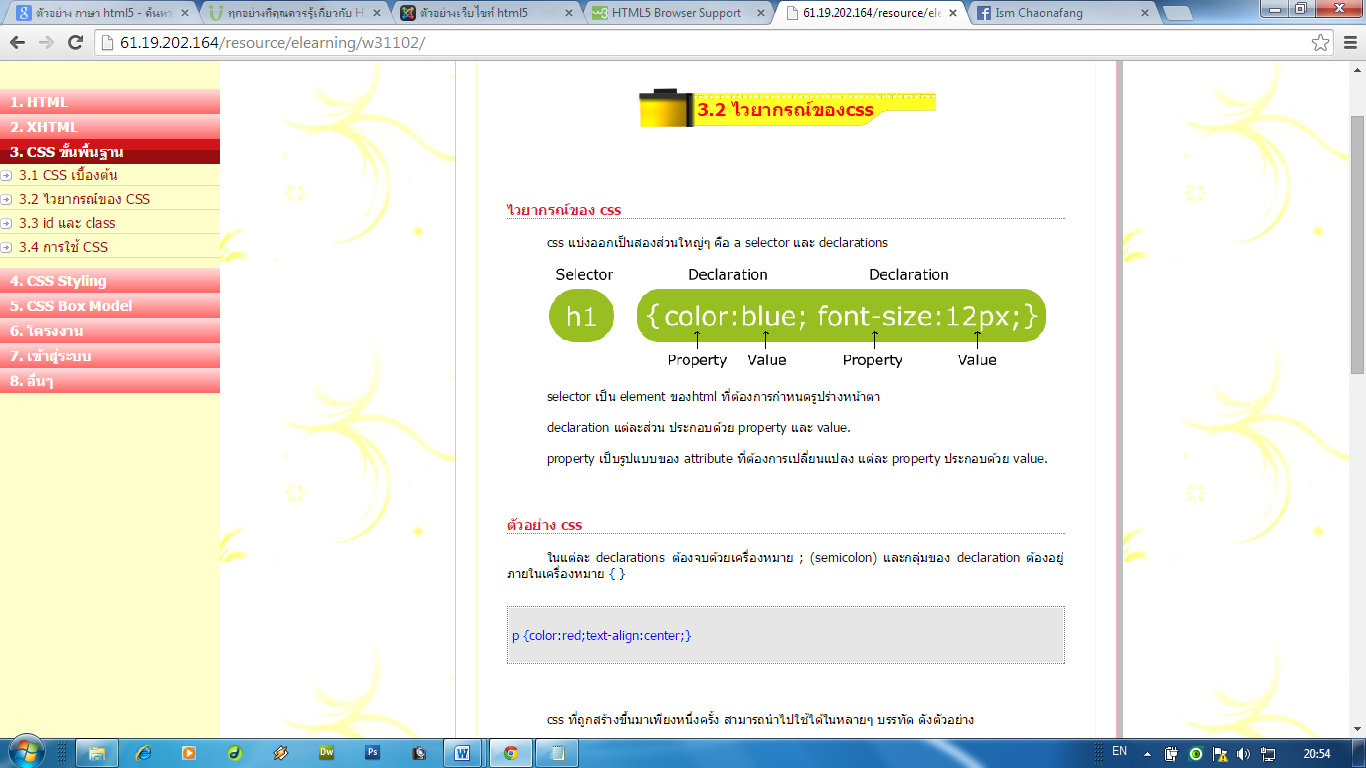 ตัวอย่าง ภาษา html5 - ค้นหา
ทุกอย่างที่คุณควรรู้เกี่ยวกับ H
ตัวอย่างเว็บไซท์ html5
HTML5 Browser Support
61.19.202.164/resource/ele
Ism Chaonafang
61.19.202.164/resource/elearning/w31102/
1. HTML
2. XHTML
3. CSS ขั้นพื้นฐาน
3.1 CSS เบื้องต้น
3.2 ไวยากรณ์ของ CSS
3.3 id และ class
3.4 การใช้ CSS
4. CSS Styling
5. CSS Box Model
6. โครงงาน
7. เข้าสู่ระบบ
8. อื่นๆ
3.2 ไวยากรณ์ของcss
ไวยากรณ์ของ css
css แบ่งออกเป็นสองส่วนใหญ่ๆ คือ a selector และ declarations
Selector Declaration Declaration
h1 {color:blue; font-size:12px;}
Property Value Property Value
selector เป็น element ของhtml ที่ต้องการกำหนดรูปร่างหน้าตา
declaration แต่ละส่วน ประกอบด้วย property และ value.
property เป็บรูปแบบของ attribute ที่ต้องการเปลี่ยนแปลง แต่ละ property ประกอบด้วย value.
ตัวอย่าง css
ในแต่ละ declarations ต้องจบด้วยเครื่องหมาย ; (semicolon) และกลุ่มของ declaration ต้องอยู่
ภายในเครื่องหมาย { }
p {color:red;text-align:center;}
css ที่ถูกสร้างขึ้นมาเพียงหนึ่งครั้ง สามารถนำไปใช้ได้ในหลายๆ บรรทัด ดังตัวอย่าง
Dw
Ps
W
EN
20:54